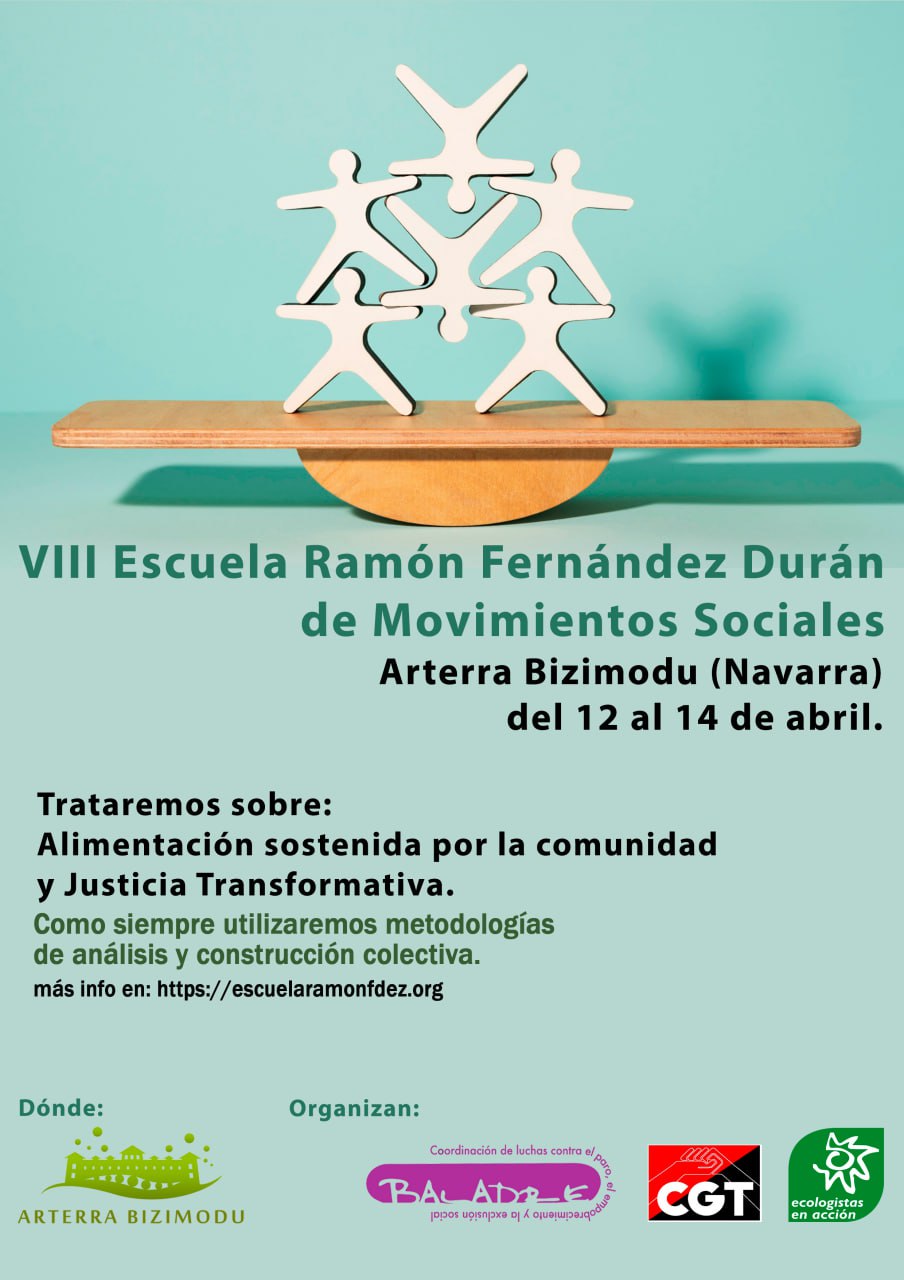 VIII Escuela Ramón Fernández Durán
de Movimientos Sociales
Arterra Bizimodu (Navarra)
del 12 al 14 de abril.
Trataremos sobre:
Alimentación sostenida por la comunidad
y Justicia Transformativa.
Como siempre utilizaremos metodologías
de análisis y construcción colectiva.
más info en: https://escuelaramonfdez.org
Dónde:
Organizan:
ARTERRA BIZIMODU
Coordinación de luchas contra el paro, el empobrecimiento y la exclusión social
BALADRE
CGT
ecologistas
en acción